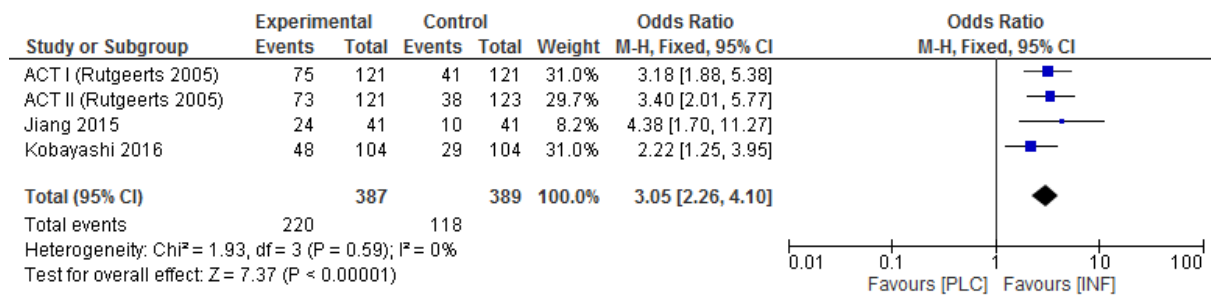 Experimental Control Odds Ratio Odds Ratio
Study or Subgroup Events Total Events Total Weight M-H, Fixed, 95% CI M-H, Fixed, 95% CI
ACT I (Rutgeerts 2005) 75 121 41 121 31.0% 3.18 [1.88, 5.38]
ACT II (Rutgeerts 2005) 73 121 38 123 29.7% 3.40 [2.01, 5.77]
Jiang 2015 24 41 10 41 8.2% 4.38 [1.70, 11.27]
Kobayashi 2016 48 104 29 104 31.0% 2.22 [1.25, 3.95]
Total (95% CI) 387 389 100.0% 3.05 [2.26, 4.10]
Total events 220 118
Heterogeneity: Chi² = 1.93, df = 3 (P = 0.59); I² = 0%
Test for overall effect: Z = 7.37 (P < 0.00001)
0.01 0.1 1 10 100
Favours [PLC] Favours [INF]